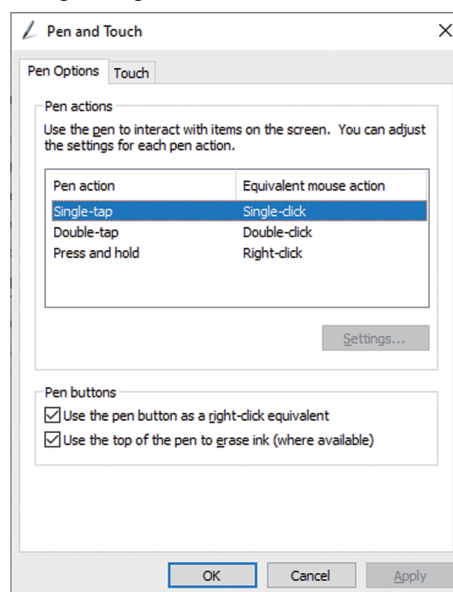 Pen and Touch
Pen Options Touch
Pen actions
Use the pen to interact with items on the screen. You can adjust
the settings for each pen action.
Pen action Equivalent mouse action
Single-tap Single-click
Double-tap Double-click
Press and hold Right-click
Settings...
Pen buttons
Use the pen button as a right-click equivalent
Use the top of the pen to erase ink (where available)
OK Cancel Apply